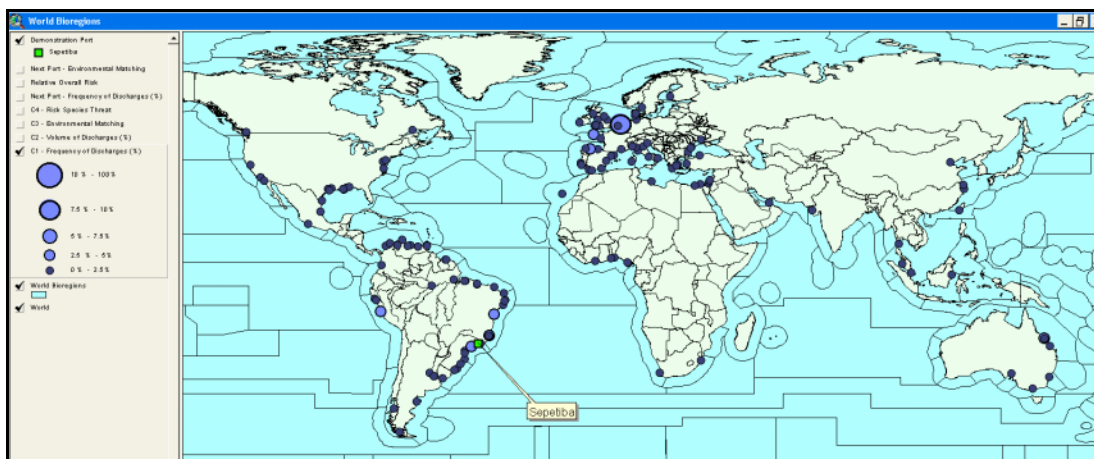 World Bioregions
Demonstration Port
Sepetiba
Next Port - Environmental Matching
Relative Overall Risk
Next Port - Frequency of Discharges (%)
C4 - Risk Species Threat
C3 - Environmental Matching
C2 - Volume of Discharges (%)
C1 - Frequency of Discharges (%)
10 % - 100%
7.5 % - 10%
5 % - 7.5%
2.5 % - 5%
0 % - 2.5%
World Bioregions
World
Sepetiba